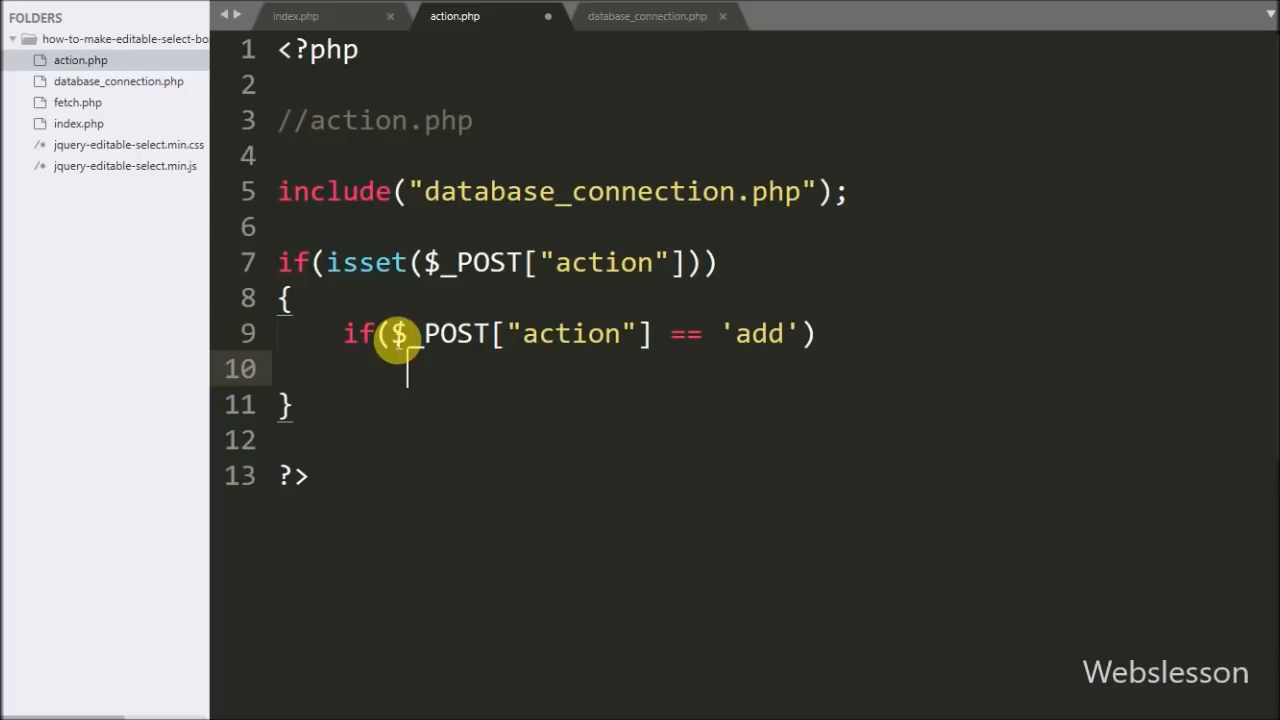 FOLDERS
how-to-make-editable-select-bo
action.php
database_connection.php
fetch.php
index.php
/* jquery-editable-select.min.css
/* jquery-editable-select.min.js
index.php × action.php • database_connection.php ×
1 <?php
2
3 //action.php
4
5 include("database_connection.php");
6
7 if(isset($_POST["action"]))
8 {
9 if($_POST["action"] == 'add')
10
11 }
12
13 ?>
Webslesson